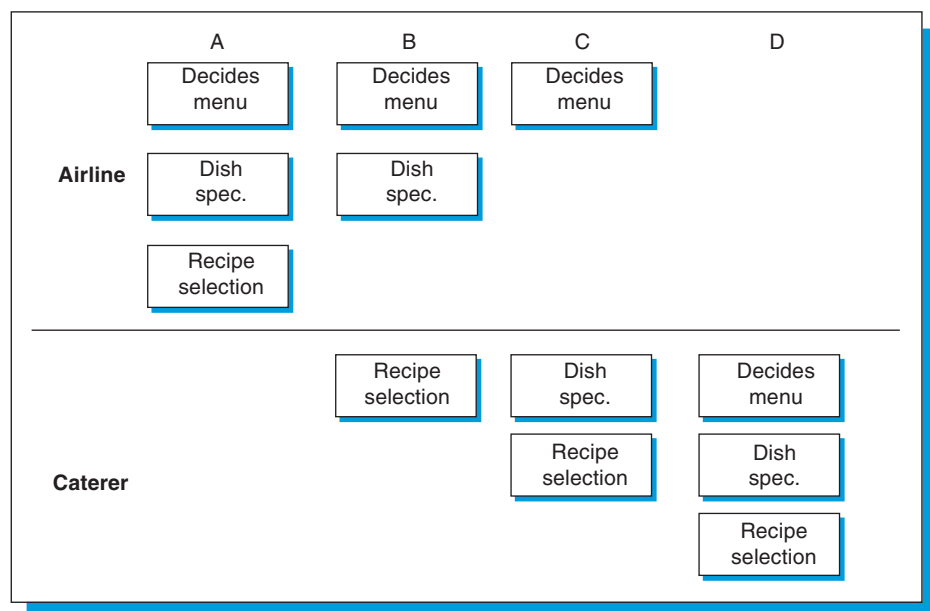 A B C D
Decides
menu
Decides
menu
Decides
menu
Airline
Dish
spec.
Dish
spec.
Recipe
selection
Caterer
Recipe
selection
Dish
spec.
Decides
menu
Recipe
selection
Dish
spec.
Recipe
selection